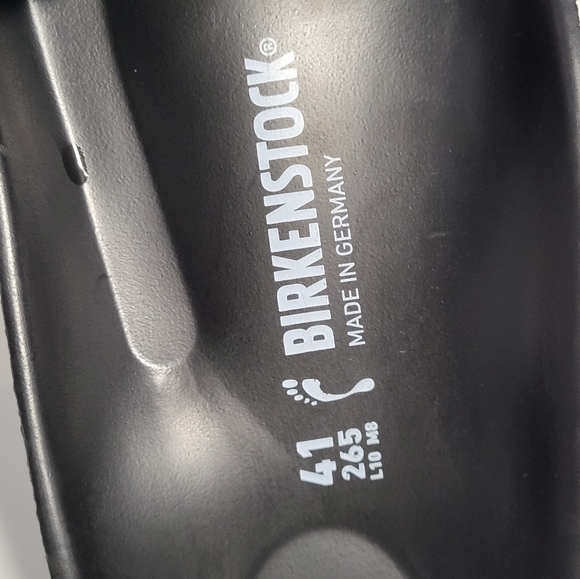 BIRKENSTOCK®
MADE IN GERMANY
41
265
L10 M8